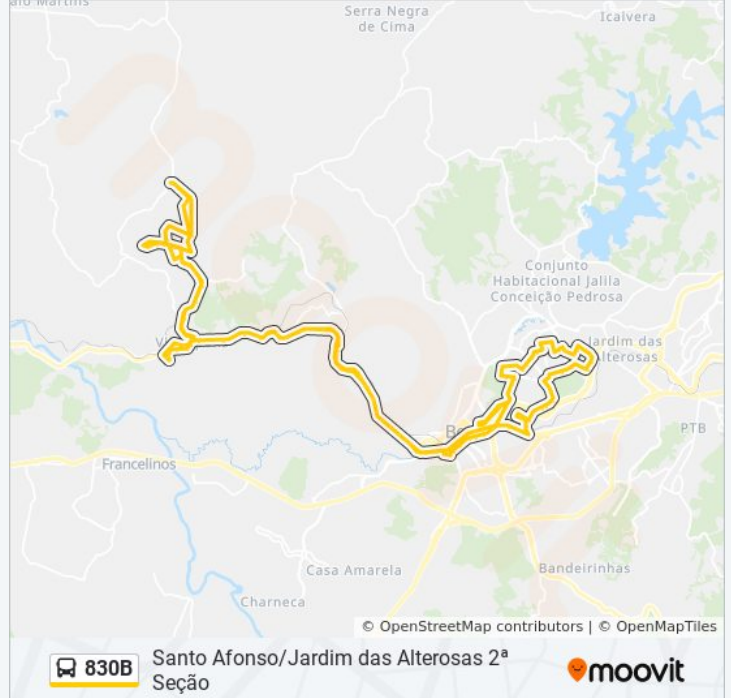 Serra Negra
de Cima
Icaivera
Conjunto
Habitacional Jalila
Conceição Pedrosa
Jardim das
Alterosas
PTB
Francelinos
Casa Amarela
Bandeirinhas
Charneca
© OpenStreetMap contributors | © OpenMapTiles
830B
Santo Afonso/Jardim das Alterosas 2ª
Seção
moovit